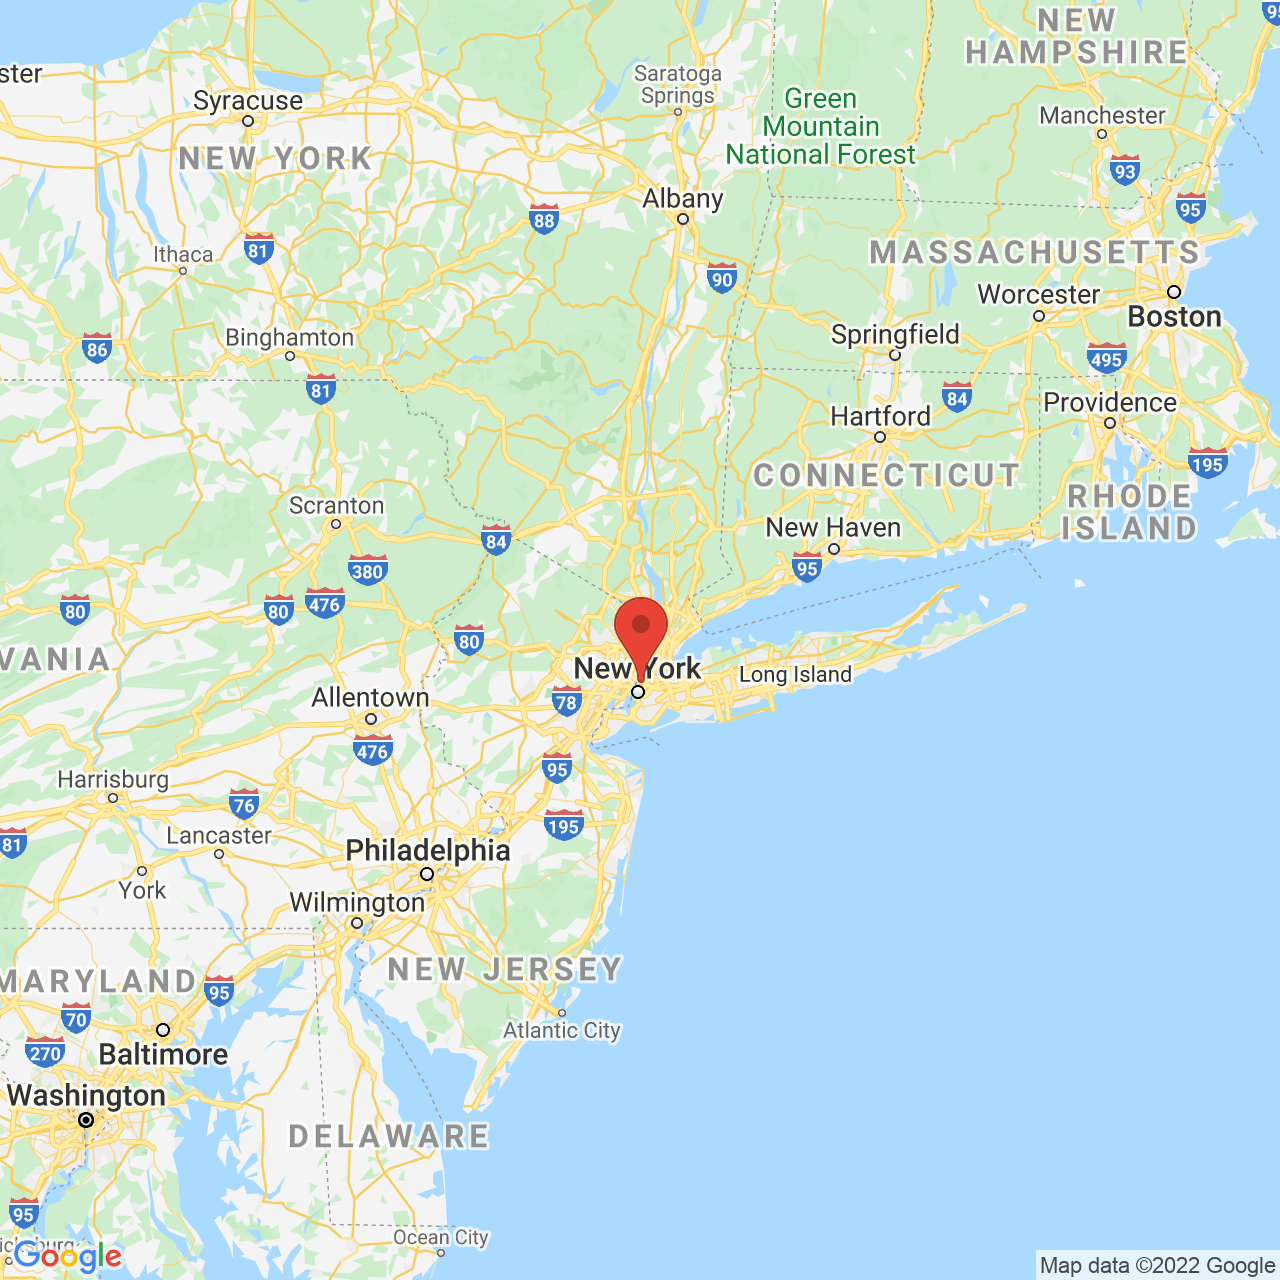 NEW
HAMPSHIRE
95
ster
Saratoga
Springs
Syracuse
Green
Mountain
National Forest
Manchester
NEW YORK
93
Albany
88
95
81
Ithaca
MASSACHUSETTS
90
Worcester
Boston
Binghamton
86
Springfield
495
81
84
Hartford
Providence
CONNECTICUT
195
RHODE
ISLAND
Scranton
New Haven
84
95
380
476
80
80
80
VANIA
New York
Long Island
Allentown
78
476
95
Harrisburg
76
195
81
Lancaster
Philadelphia
York
Wilmington
NEW JERSEY
MARYLAND
95
70
Atlantic City
270
Baltimore
Washington
DELAWARE
95
Ocean City
Google
Map data ©2022 Google